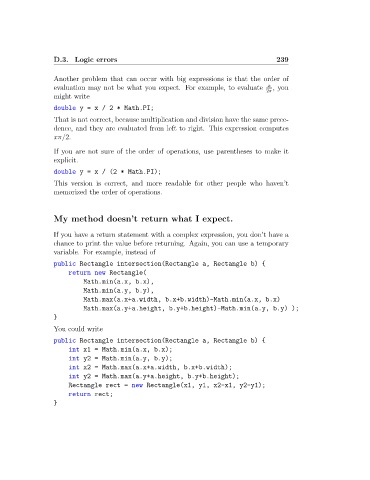 D.3. Logic errors 239
Another problem that can occur with big expressions is that the order of
evaluation may not be what you expect. For example, to evaluate x/2π, you
might write
double y = x / 2 * Math.PI;
That is not correct, because multiplication and division have the same prece-
dence, and they are evaluated from left to right. This expression computes
xπ/2.
If you are not sure of the order of operations, use parentheses to make it
explicit.
double y = x / (2 * Math.PI);
This version is correct, and more readable for other people who haven't
memorized the order of operations.
My method doesn't return what I expect.
If you have a return statement with a complex expression, you don't have a
chance to print the value before returning. Again, you can use a temporary
variable. For example, instead of
public Rectangle intersection(Rectangle a, Rectangle b) {
return new Rectangle(
Math.min(a.x, b.x),
Math.min(a.y, b.y),
Math.max(a.x+a.width, b.x+b.width)-Math.min(a.x, b.x)
Math.max(a.y+a.height, b.y+b.height)-Math.min(a.y, b.y) );
}
You could write
public Rectangle intersection(Rectangle a, Rectangle b) {
int x1 = Math.min(a.x, b.x);
int y2 = Math.min(a.y, b.y);
int x2 = Math.max(a.x+a.width, b.x+b.width);
int y2 = Math.max(a.y+a.height, b.y+b.height);
Rectangle rect = new Rectangle(x1, y1, x2-x1, y2-y1);
return rect;
}